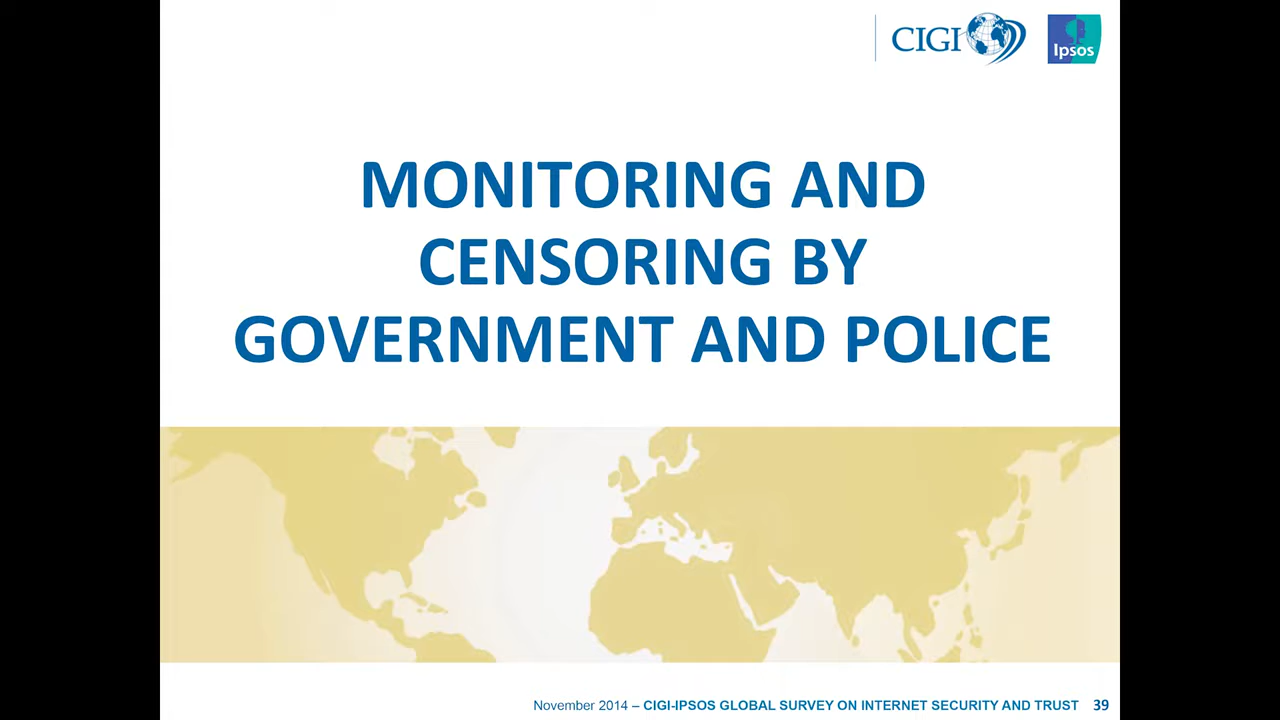 CIGI
Ipsos
MONITORING AND
CENSORING BY
GOVERNMENT AND POLICE
November 2014 – CIGI-IPSOS GLOBAL SURVEY ON INTERNET SECURITY AND TRUST 39